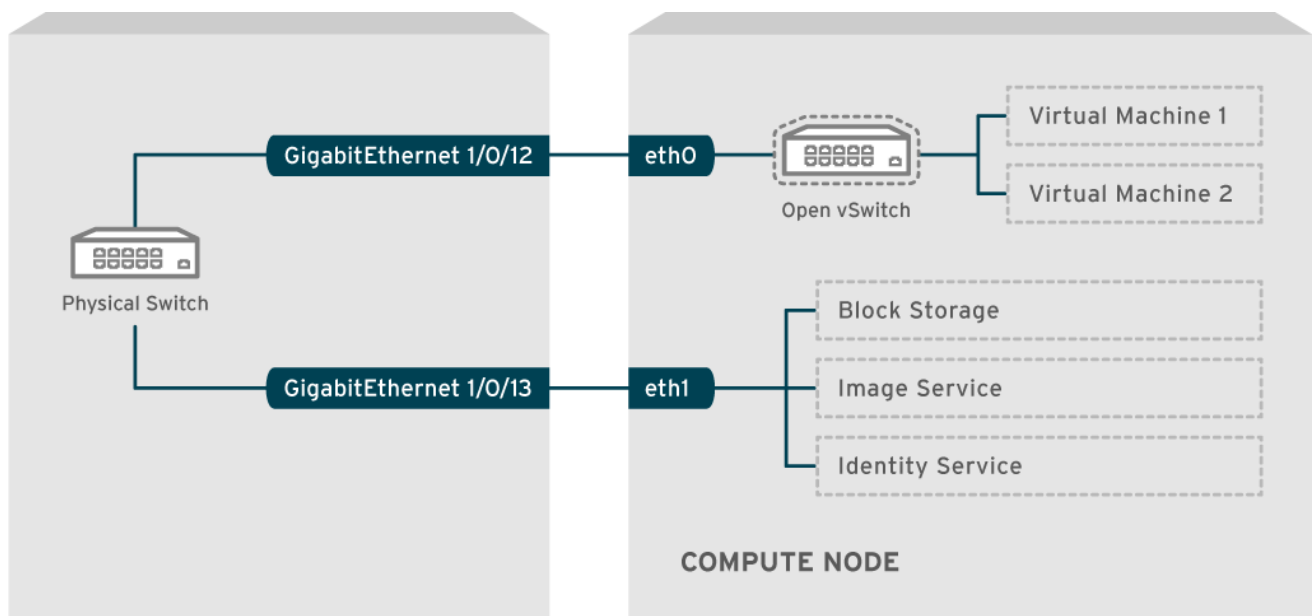 GigabitEthernet 1/0/12
eth0
Open vSwitch
Virtual Machine 1
Virtual Machine 2
Physical Switch
GigabitEthernet 1/0/13
eth1
Block Storage
Image Service
Identity Service
COMPUTE NODE